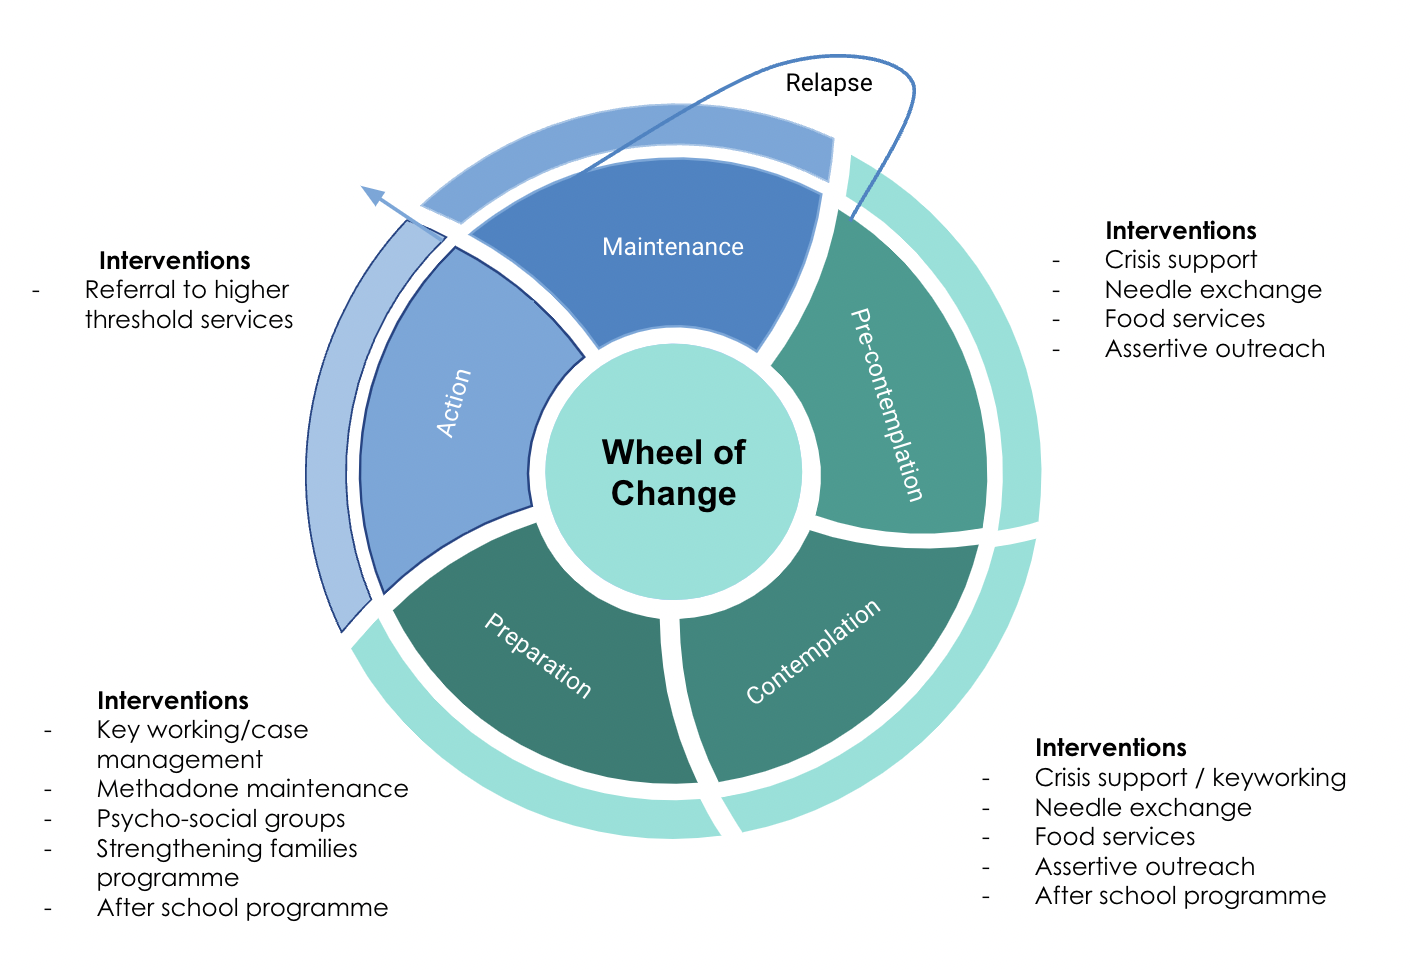 Relapse
Maintenance
Pre-contemplation
Contemplation
Preparation
Action
Wheel of
Change
Interventions
- Crisis support
- Needle exchange
- Food services
- Assertive outreach
Interventions
- Crisis support / keyworking
- Needle exchange
- Food services
- Assertive outreach
- After school programme
Interventions
- Key working/case
management
- Methadone maintenance
- Psycho-social groups
- Strengthening families
programme
- After school programme
Interventions
- Referral to higher
threshold services